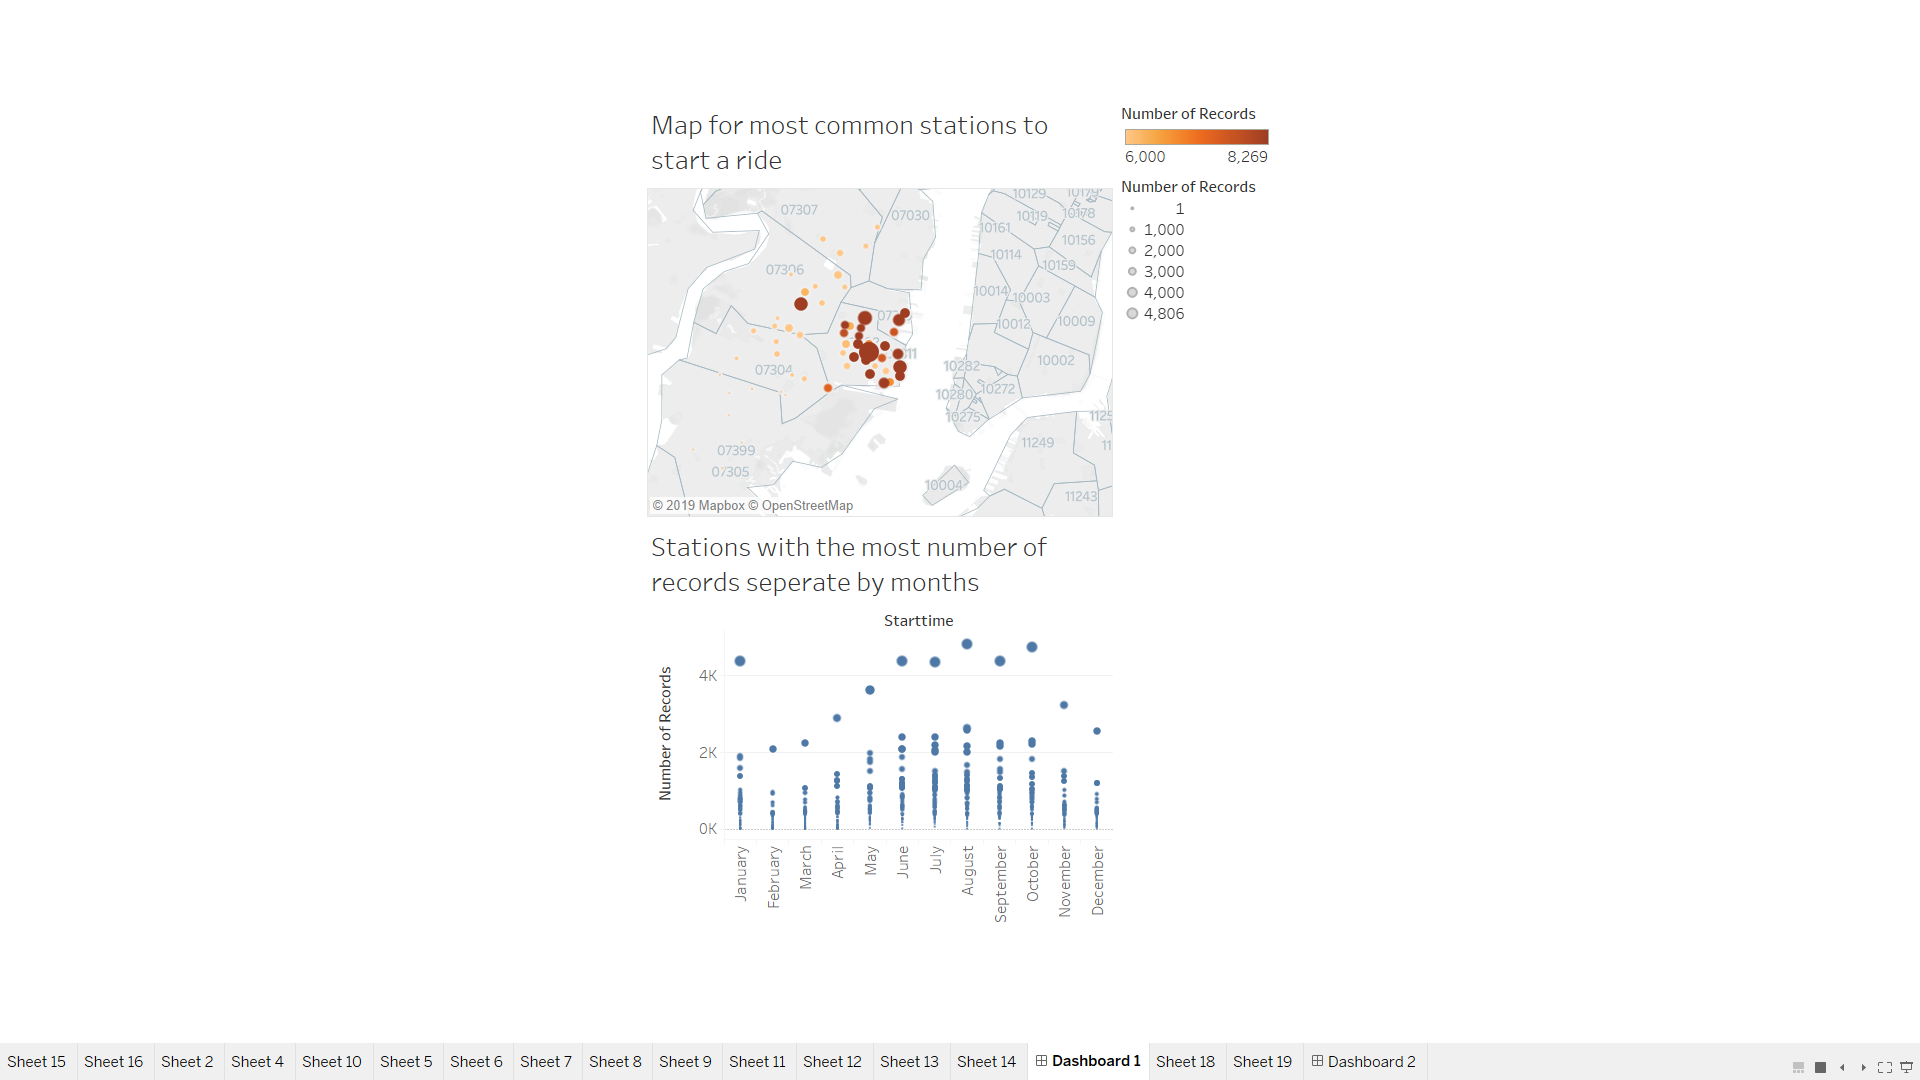 Map for most common stations to
start a ride
Number of Records
6,000 8,269
Number of Records
1
1,000
2,000
3,000
4,000
4,806
07307
07030
07306
07304
07399
07305
10129
10119
10178
10161
10156
10114
10159
10014
10003
10012
10009
10002
10282
10280
10272
10275
11249
10004
11243
© 2019 Mapbox © OpenStreetMap
Stations with the most number of
records seperate by months
Starttime
Number of Records
4K
2K
0K
January
February
March
April
May
June
July
August
September
October
November
December
Sheet 15 Sheet 16 Sheet 2 Sheet 4 Sheet 10 Sheet 5 Sheet 6 Sheet 7 Sheet 8 Sheet 9 Sheet 11 Sheet 12 Sheet 13 Sheet 14 Dashboard 1 Sheet 18 Sheet 19 Dashboard 2